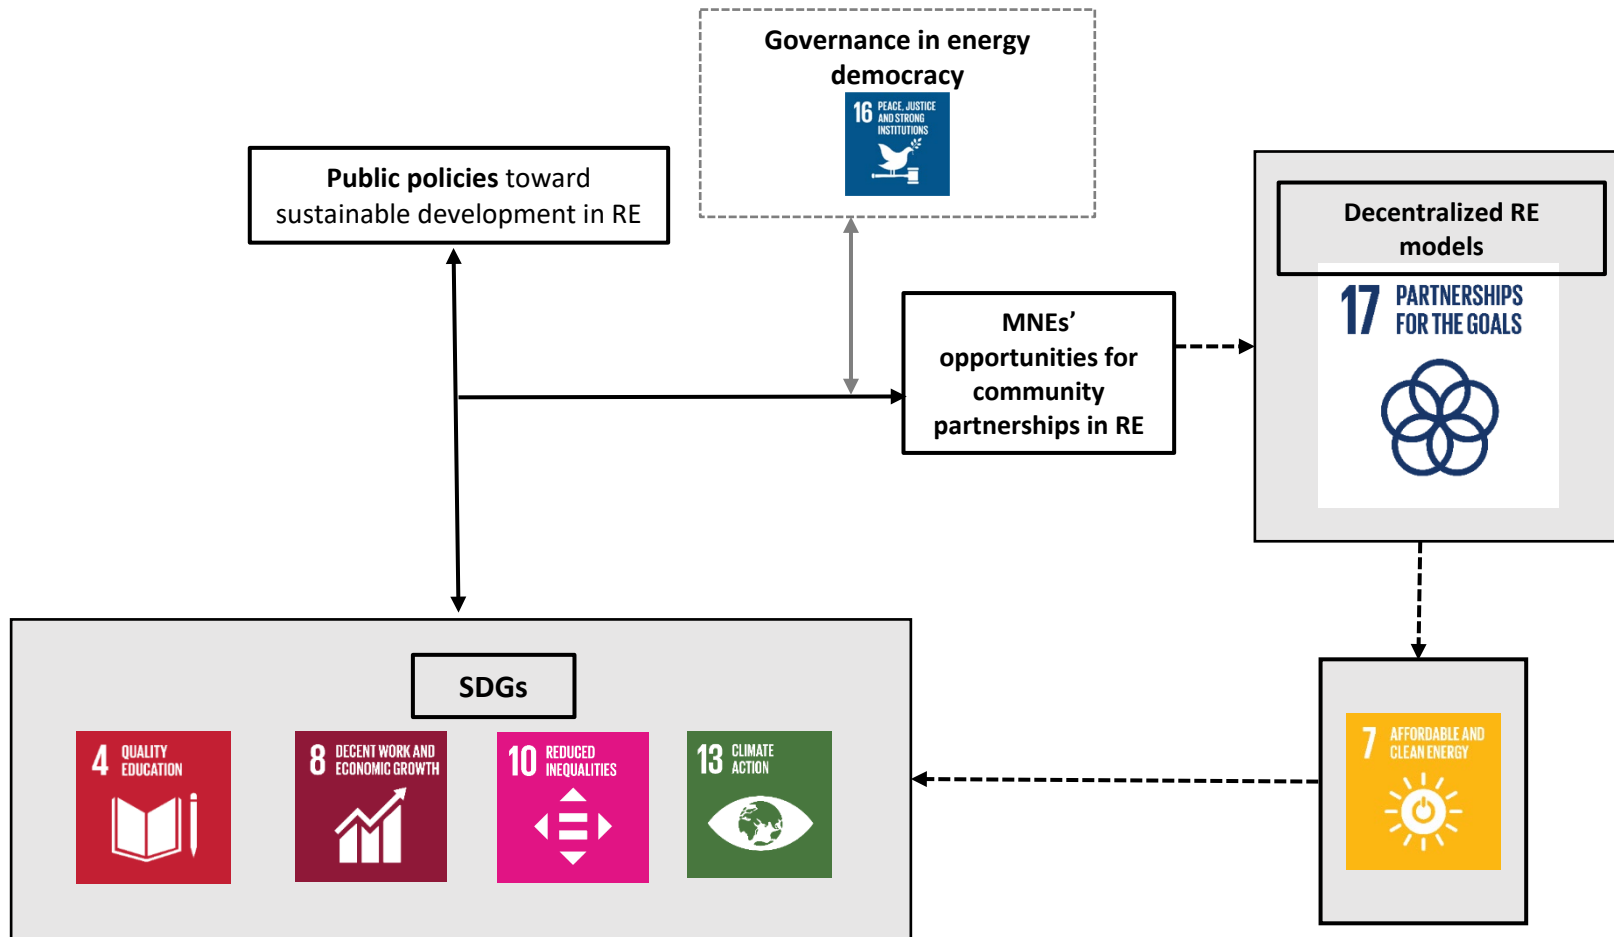 Governance in energy
democracy
16 PEACE, JUSTICE
AND STRONG
INSTITUTIONS
Public policies toward
sustainable development in RE
Decentralized RE
models
17 PARTNERSHIPS
FOR THE GOALS
MNEs’
opportunities for
community
partnerships in RE
SDGs
4 QUALITY
EDUCATION
8 DECENT WORK AND
ECONOMIC GROWTH
10 REDUCED
INEQUALITIES
13 CLIMATE
ACTION
7 AFFORDABLE AND
CLEAN ENERGY